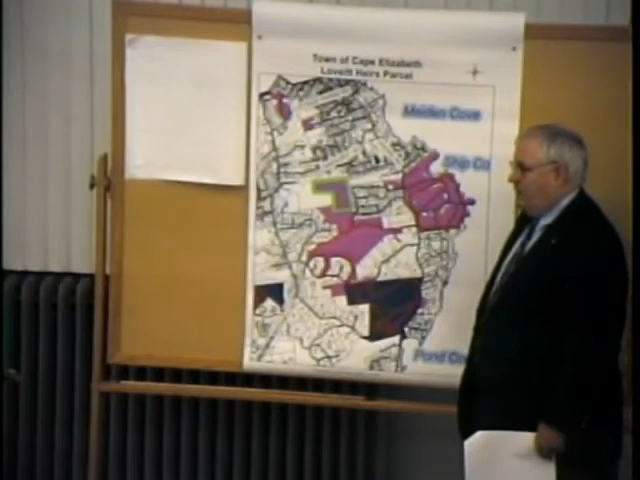 Town of Cape Elizabeth
Lovett Heirs Parcel
Maiden Cove
Ship Co
Pond Co